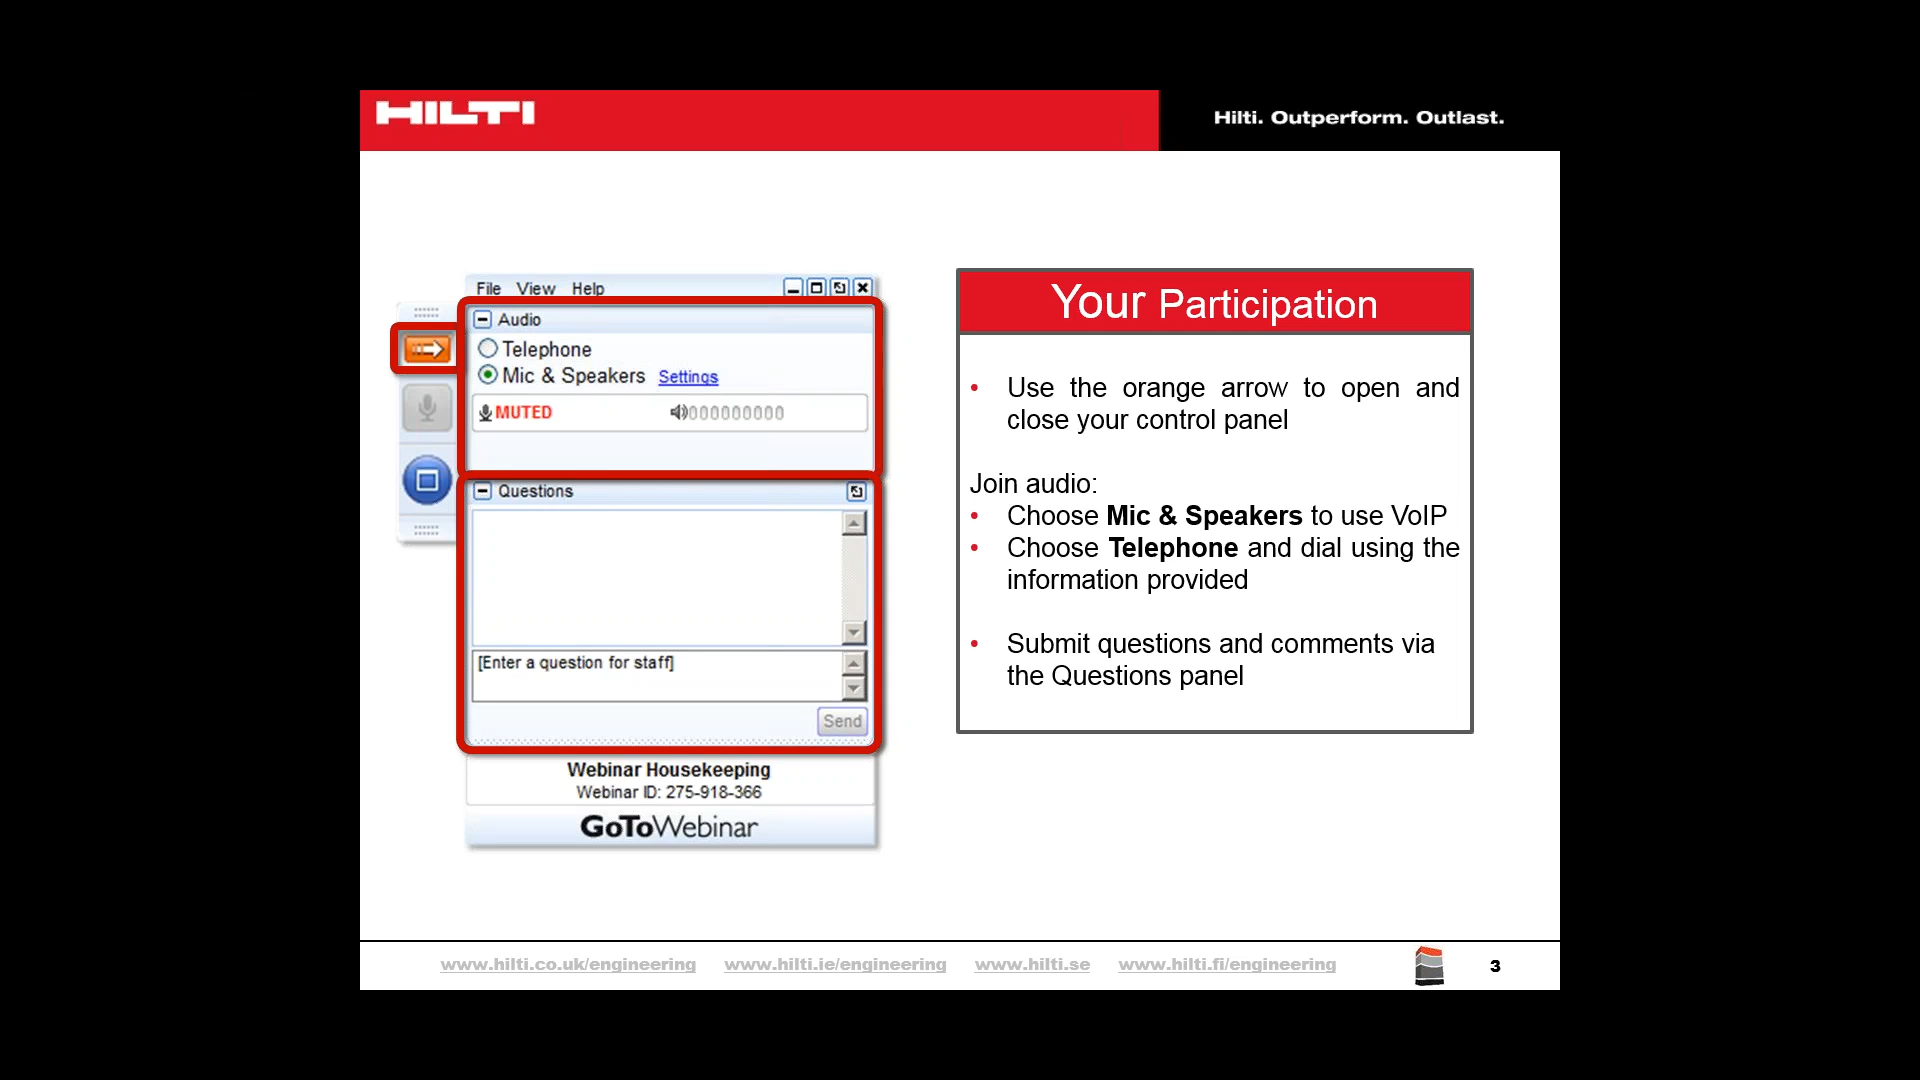 HILTI
Hilti. Outperform. Outlast.
File View Help
Audio
Telephone
Mic & Speakers Settings
MUTED
000000000
Questions
[Enter a question for staff]
Send
Webinar Housekeeping
Webinar ID: 275-918-366
GoToWebinar
Your Participation
• Use the orange arrow to open and
close your control panel
Join audio:
• Choose Mic & Speakers to use VoIP
• Choose Telephone and dial using the
information provided
• Submit questions and comments via
the Questions panel
www.hilti.co.uk/engineering www.hilti.ie/engineering www.hilti.se www.hilti.fi/engineering
3